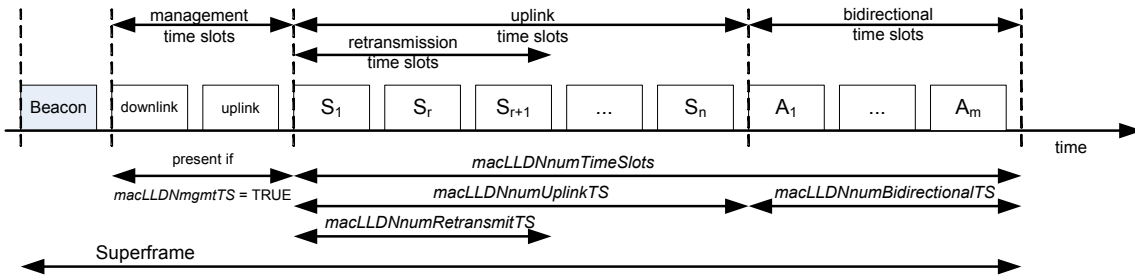 management
time slots
uplink
time slots
bidirectional
time slots
retransmission
time slots
Beacon
downlink
uplink
S1
Sr
Sr+1
...
Sn
A1
...
Am
time
present if
macLLDNmgmtTS = TRUE
macLLDNnumTimeSlots
macLLDNnumUplinkTS
macLLDNnumBidirectionalTS
macLLDNnumRetransmitTS
Superframe